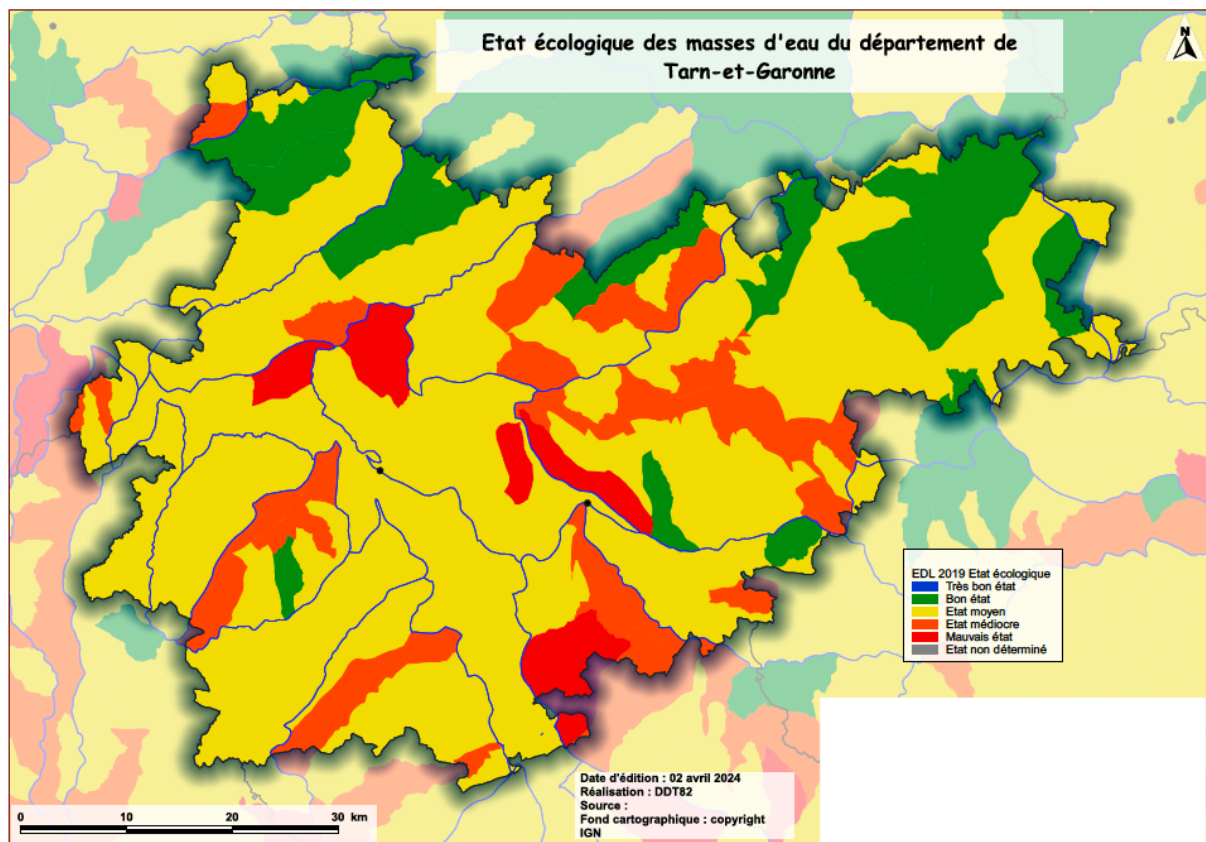 Etat écologique des masses d'eau du département de
Tarn-et-Garonne
N
EDL 2019 Etat écologique
Très bon état
Bon état
Etat moyen
Etat médiocre
Mauvais état
Etat non déterminé
Date d'édition : 02 avril 2024
Réalisation : DDT82
Source :
Fond cartographique : copyright
IGN
0 10 20 30 km